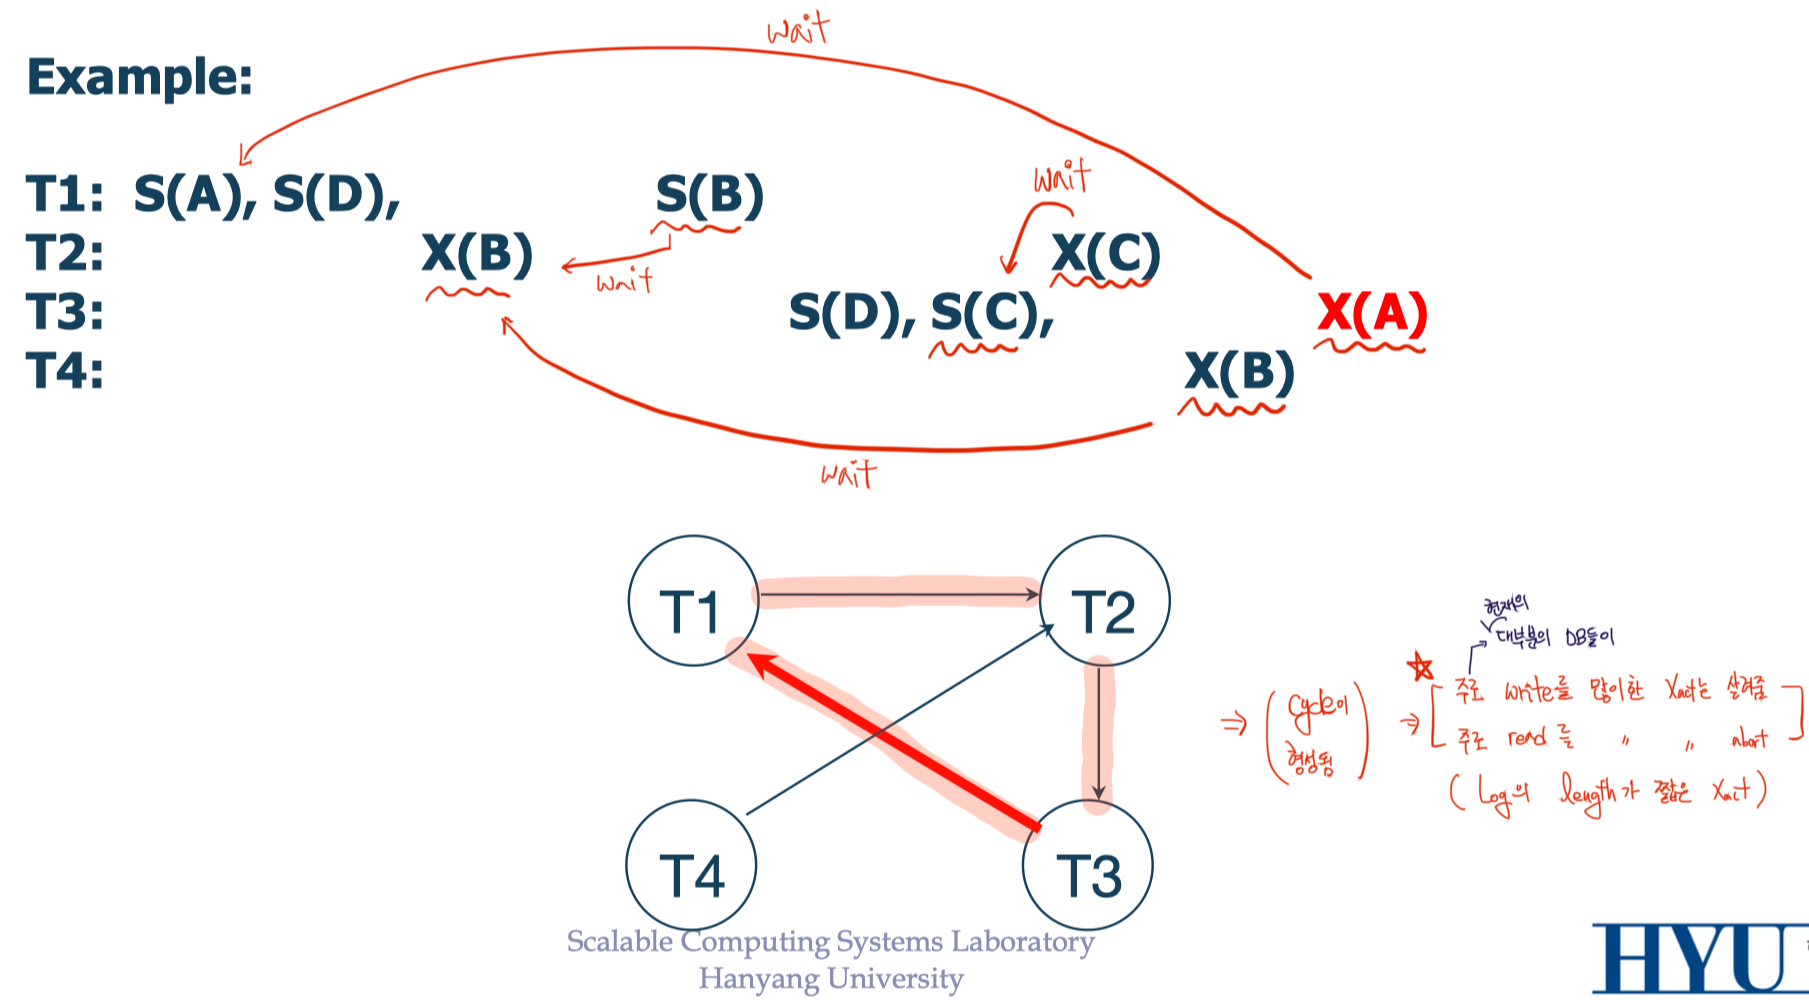 wait
Example:
wait
T1: S(A), S(D), S(B)
T2: X(B) X(C)
wait
T3: S(D), S(C), X(A)
T4: X(B)
wait
T1
T2
현재의
대부분의 DB들이
주로 write를 많이한 Xact는 살려줌
cycle이
형성됨
주로 read를 〃 〃 abort
(Log의 length가 짧은 Xact)
T4
T3
Scalable Computing Systems Laboratory
Hanyang University
HYU